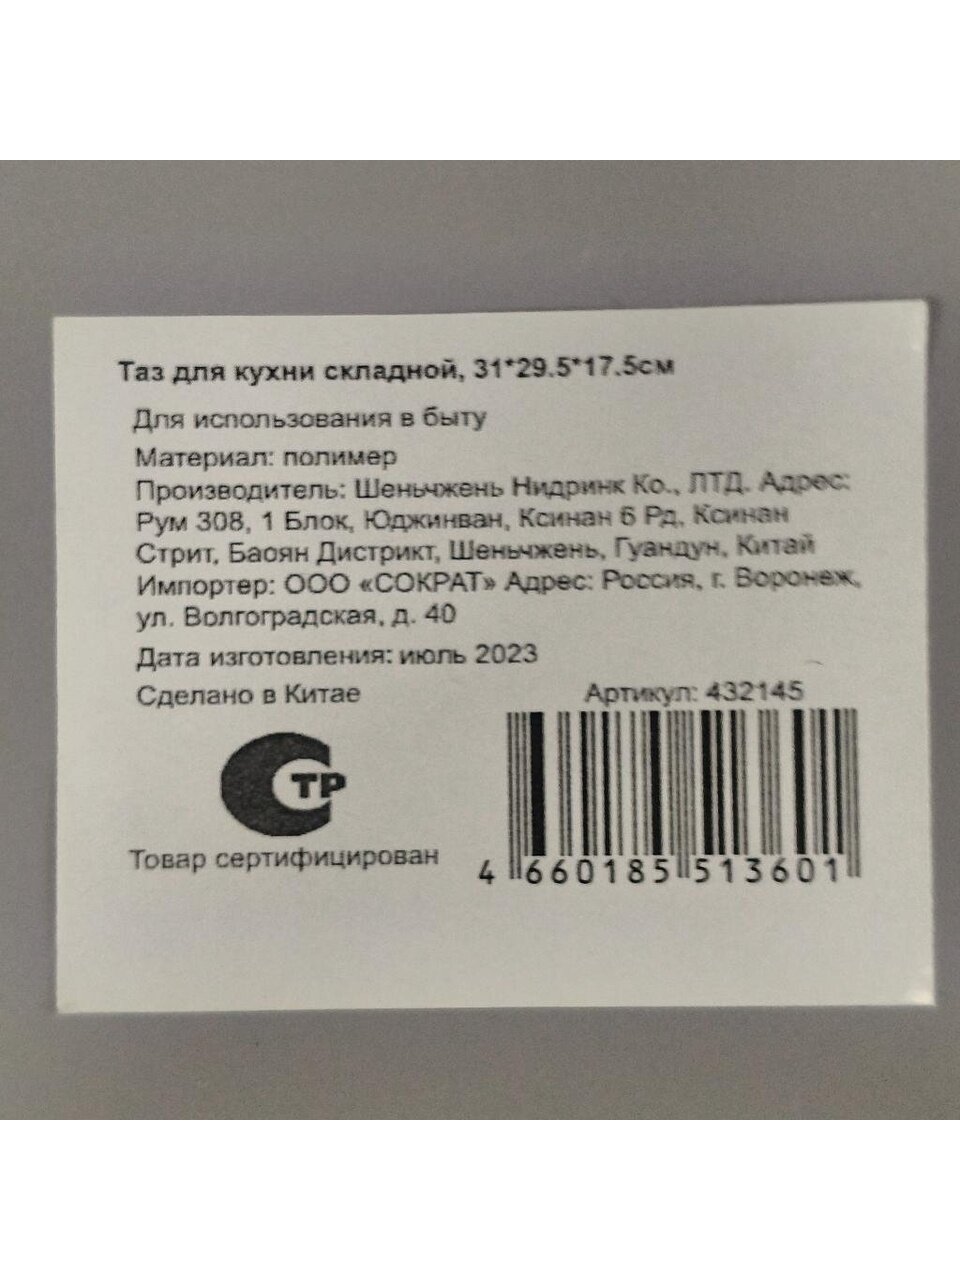 Таз для кухни складной, 31*29.5*17.5см
Для использования в быту
Материал: полимер
Производитель: Шеньчжень Нидринк Ко., ЛТД. Адрес:
Рум 308, 1 Блок, Юджинван, Ксинан 6 Рд, Ксинан
Стрит, Баоян Дистрикт, Шеньчжень, Гуандун, Китай
Импортер: ООО «СОКРАТ» Адрес: Россия, г. Воронеж,
ул. Волгоградская, д. 40
Дата изготовления: июль 2023
Сделано в Китае
Артикул: 432145
СТР
Товар сертифицирован
4 660185 513601